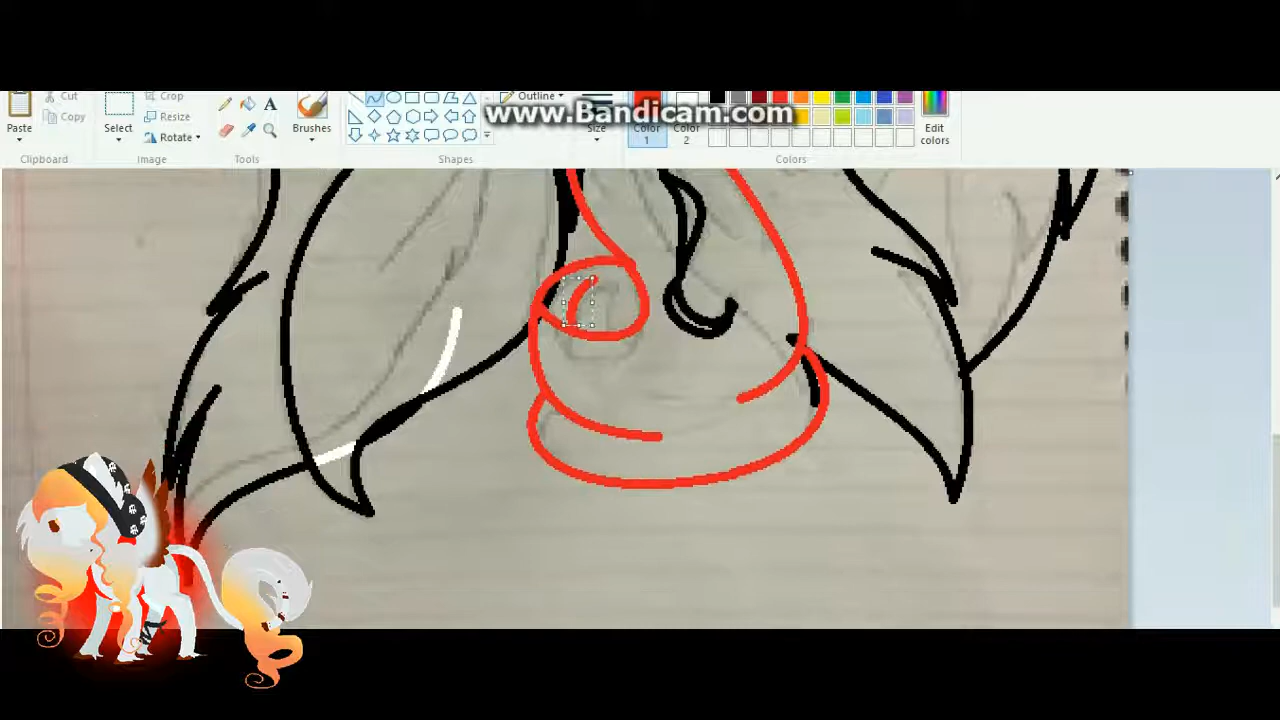 www.Bandicam.com
Cut
Copy
Paste
Clipboard
Crop
Resize
Rotate
Select
Image
A
Tools
Brushes
Outline
Shapes
Size
Color
1
Color
2
Edit
colors
Colors